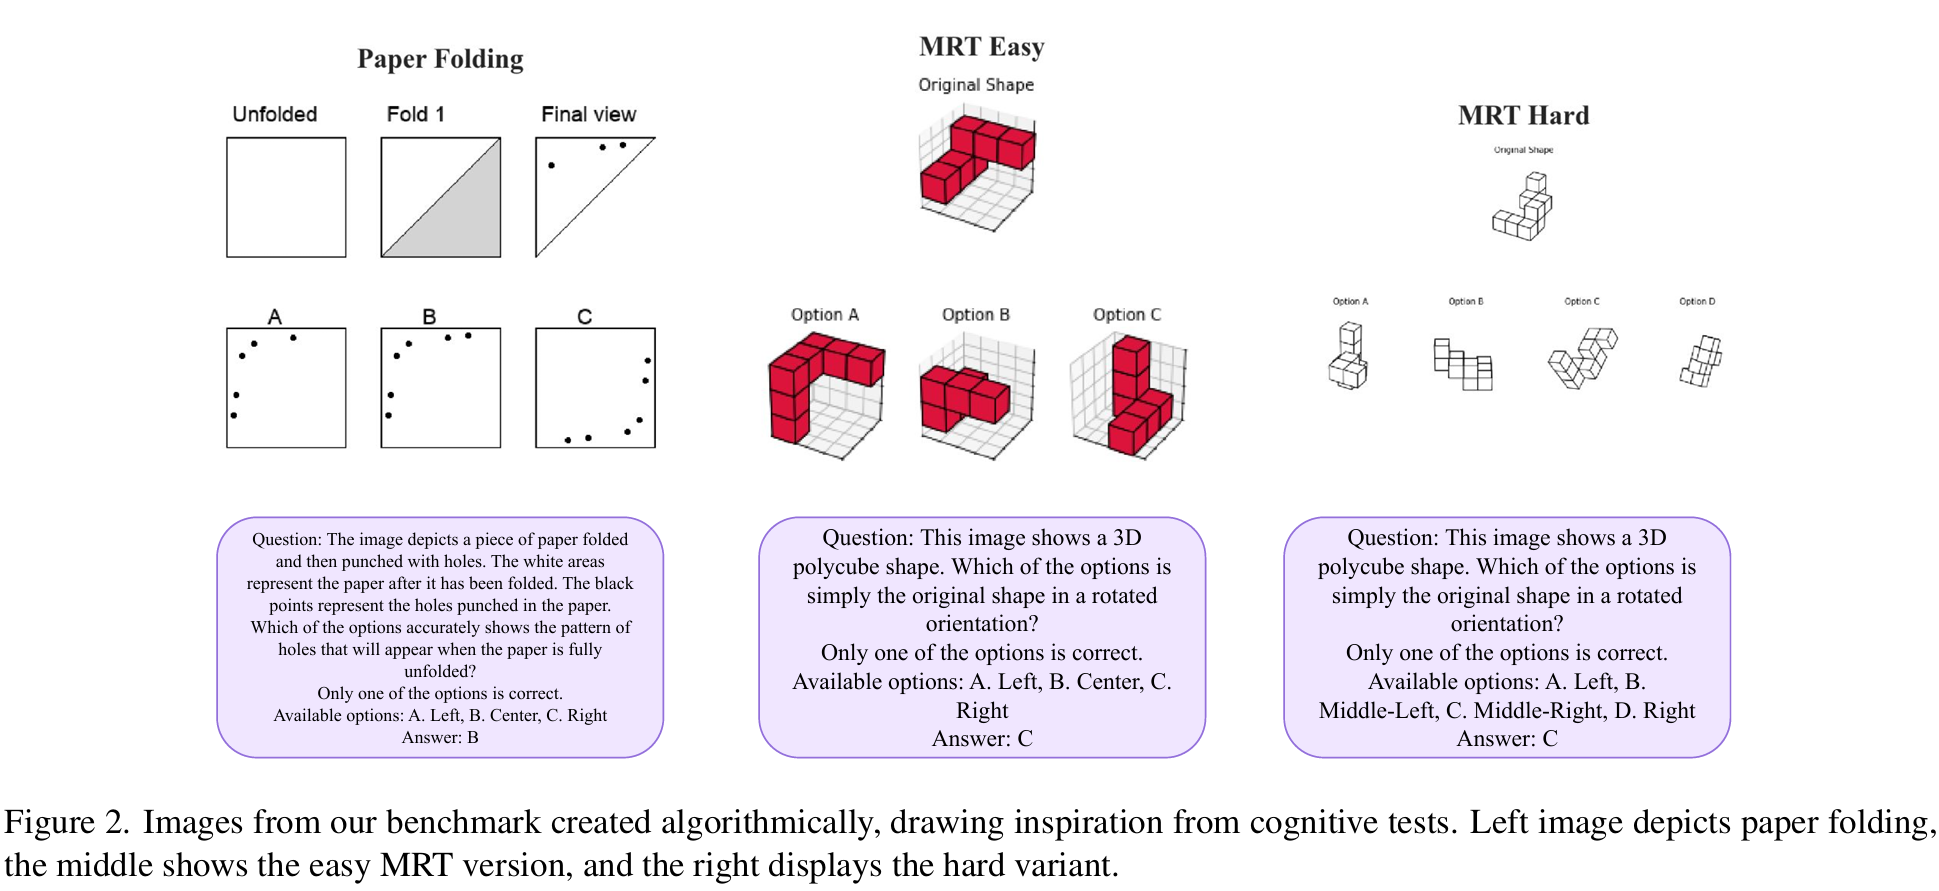 Paper Folding
Unfolded
Fold 1
Final view
A
B
C
Question: The image depicts a piece of paper folded
and then punched with holes. The white areas
represent the paper after it has been folded. The black
points represent the holes punched in the paper.
Which of the options accurately shows the pattern of
holes that will appear when the paper is fully
unfolded?
Only one of the options is correct.
Available options: A. Left, B. Center, C. Right
Answer: B
MRT Easy
Original Shape
Option A
Option B
Option C
Question: This image shows a 3D
polycube shape. Which of the options is
simply the original shape in a rotated
orientation?
Only one of the options is correct.
Available options: A. Left, B. Center, C.
Right
Answer: C
MRT Hard
Original Shape
Option A
Option B
Option C
Option D
Question: This image shows a 3D
polycube shape. Which of the options is
simply the original shape in a rotated
orientation?
Only one of the options is correct.
Available options: A. Left, B.
Middle-Left, C. Middle-Right, D. Right
Answer: C
Figure 2. Images from our benchmark created algorithmically, drawing inspiration from cognitive tests. Left image depicts paper folding,
the middle shows the easy MRT version, and the right displays the hard variant.